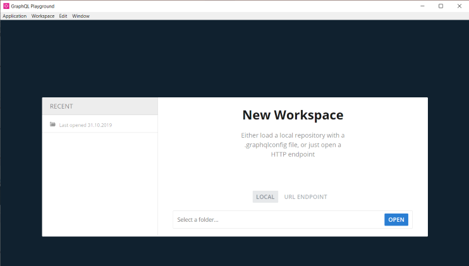 GraphQL Playground
Application Workspace Edit Window
RECENT
Last opened 31.10.2019
New Workspace
Either load a local repository with a
graphqlconfig file, or just open a
HTTP endpoint
LOCAL URL ENDPOINT
Select a folder... OPEN